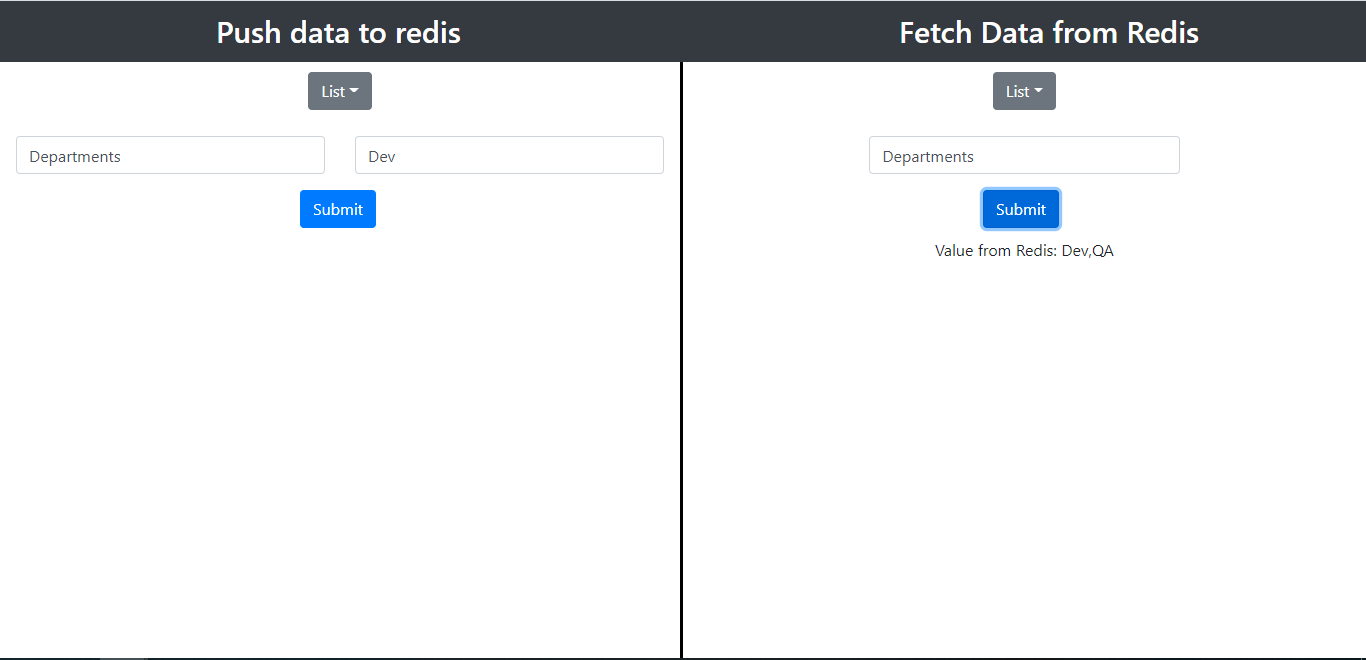 Push data to redis
List
Departments
Dev
Submit
Fetch Data from Redis
List
Departments
Submit
Value from Redis: Dev,QA